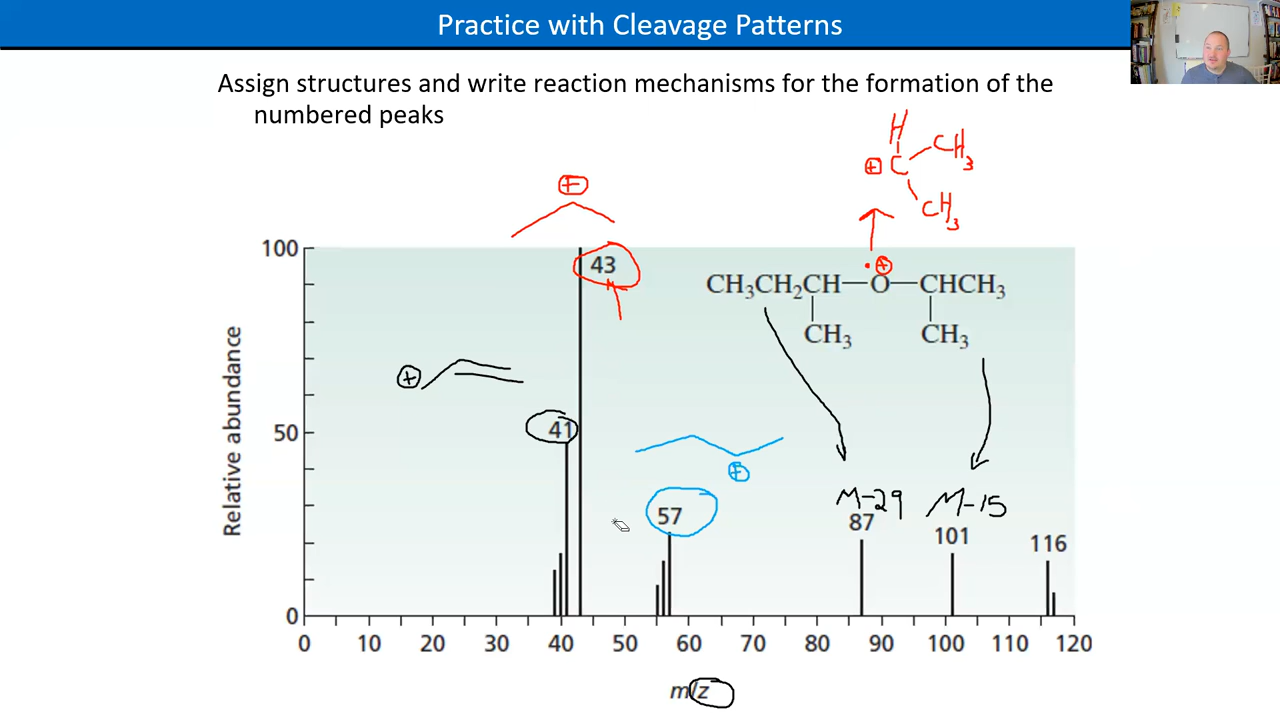 Practice with Cleavage Patterns
Assign structures and write reaction mechanisms for the formation of the
numbered peaks
H
⊕ C CH₃
CH₃
⊕
100
43
• ⊕
CH₃CH₂CH—O—CHCH₃
CH₃ CH₃
⊕
41
50
Relative abundance
⊕
57
M-29 M-15
87
101
116
0
0 10 20 30 40 50 60 70 80 90 100 110 120
m/z